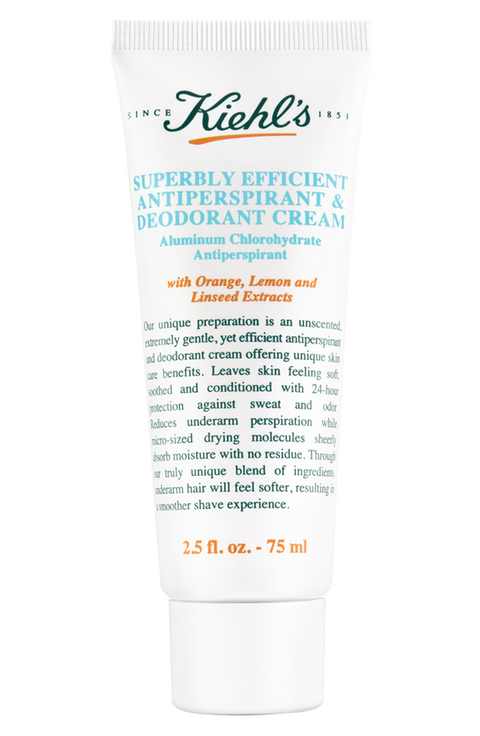 SINCE Kiehl's 1851
SUPERBLY EFFICIENT
ANTIPERSPIRANT &
DEODORANT CREAM
Aluminum Chlorohydrate
Antiperspirant
with Orange, Lemon and
Linseed Extracts
Our unique preparation is an unscented,
extremely gentle, yet efficient antiperspirant
and deodorant cream offering unique skin
care benefits. Leaves skin feeling soft,
soothed and conditioned with 24-hour
protection against sweat and odor.
Reduces underarm perspiration while
micro-sized drying molecules sheerly
absorb moisture with no residue. Through
our truly unique blend of ingredients,
underarm hair will feel softer, resulting in
a smoother shave experience.
2.5 fl. oz. - 75 ml